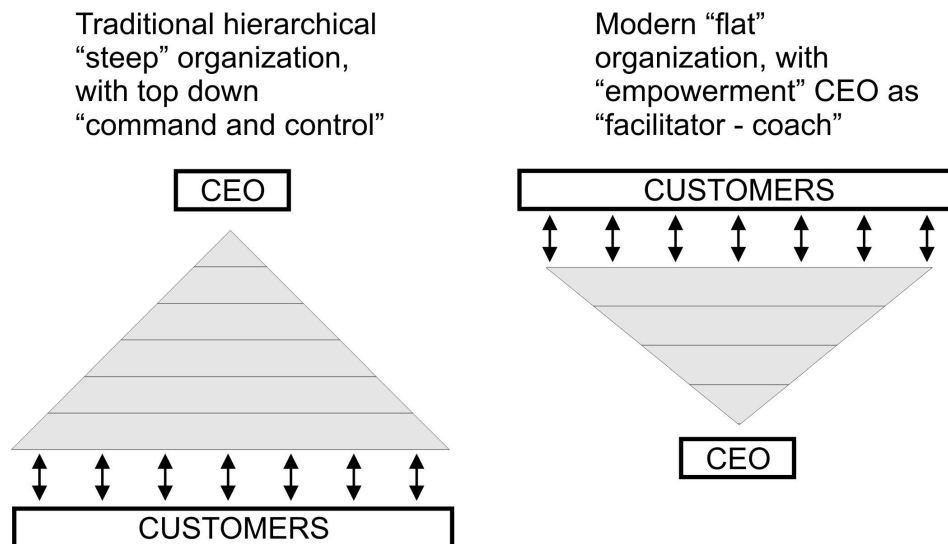 Traditional hierarchical
“steep” organization,
with top down
“command and control”
CEO
CUSTOMERS
Modern “flat”
organization, with
“empowerment” CEO as
“facilitator - coach”
CUSTOMERS
CEO